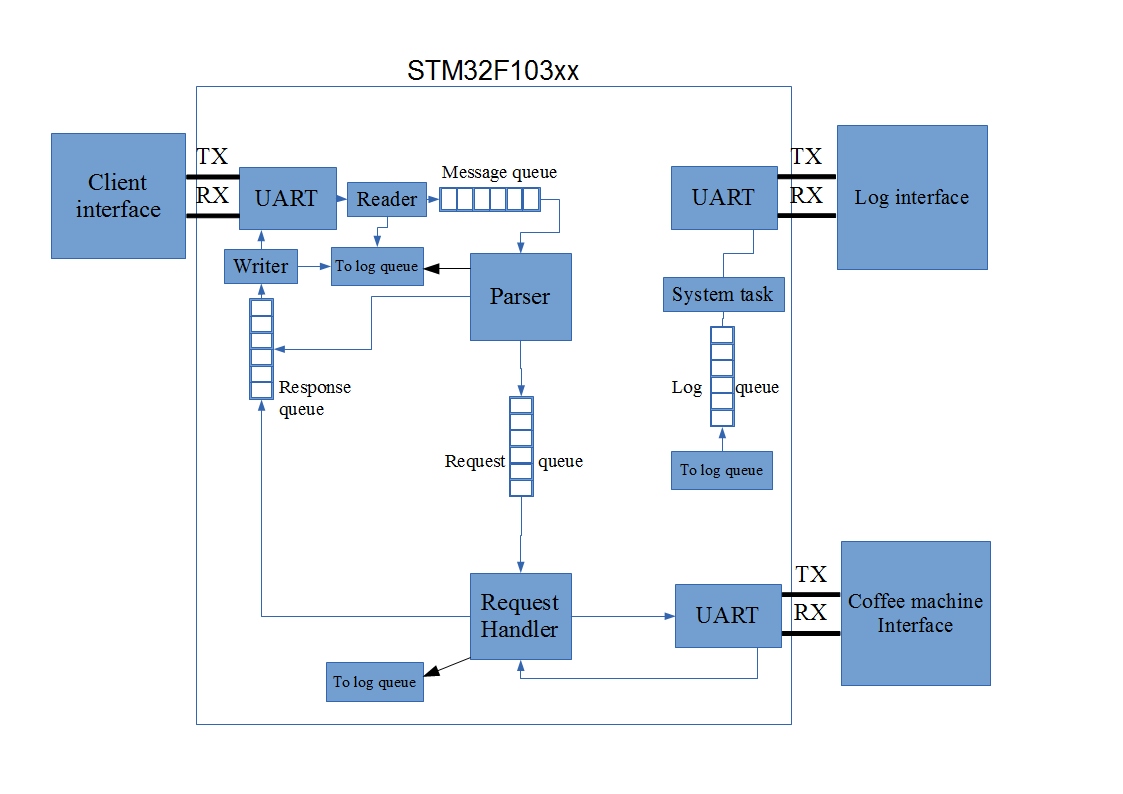 STM32F103xx
Client
interface
TX
RX
UART
Reader
Message queue
Writer
To log queue
Parser
Response
queue
Request queue
Request
Handler
To log queue
UART
TX
RX
Log interface
System task
Log queue
To log queue
UART
TX
RX
Coffee machine
Interface